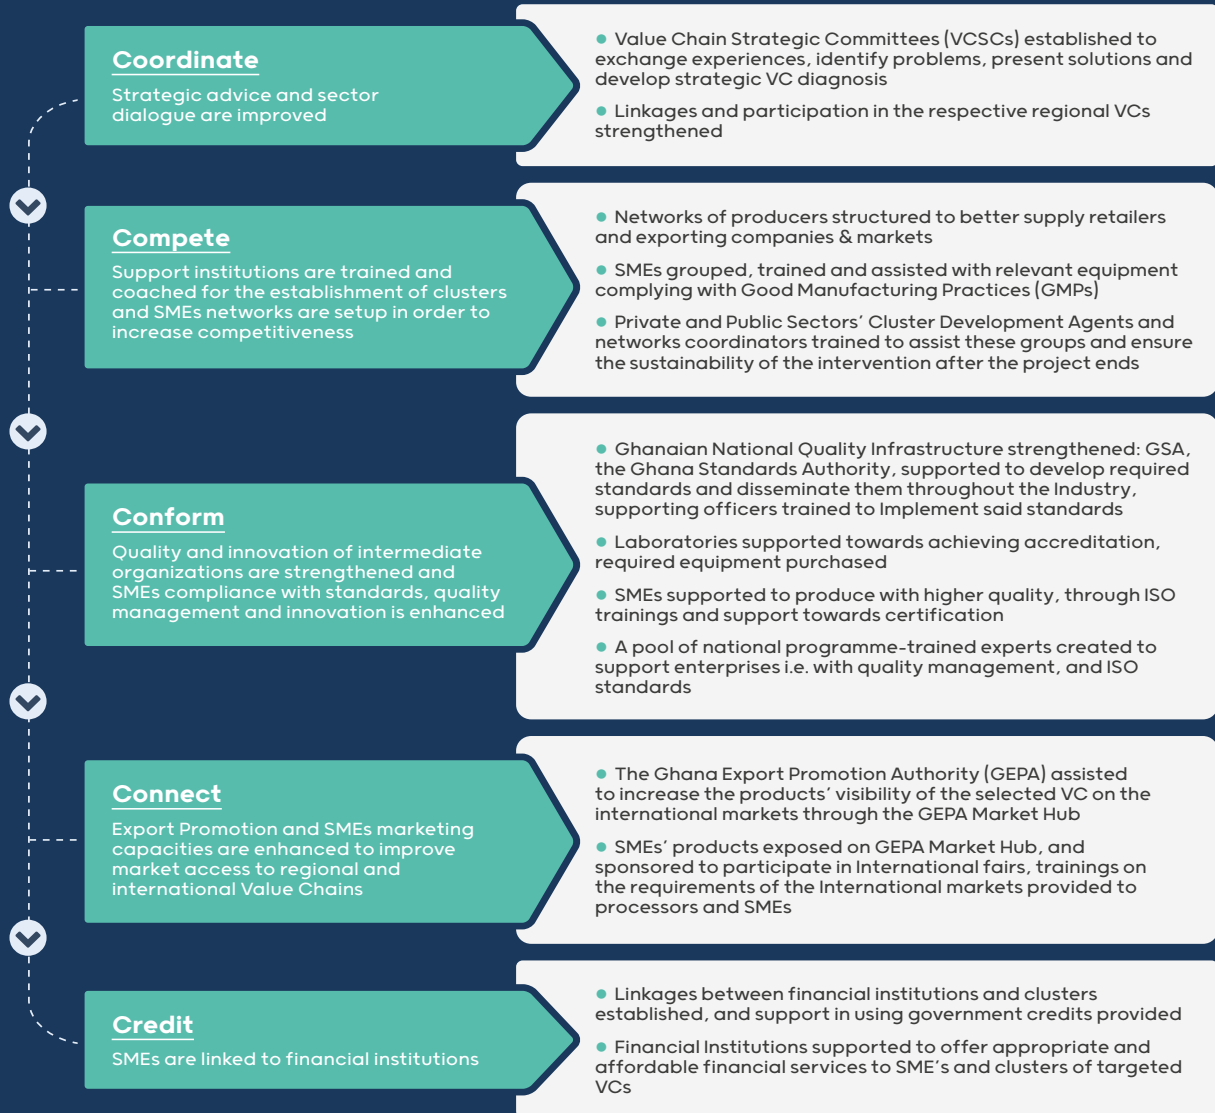 Coordinate
Strategic advice and sector
dialogue are improved
● Value Chain Strategic Committees (VCSCs) established to
exchange experiences, identify problems, present solutions and
develop strategic VC diagnosis
● Linkages and participation in the respective regional VCs
strengthened
Compete
Support institutions are trained and
coached for the establishment of clusters
and SMEs networks are setup in order to
increase competitiveness
● Networks of producers structured to better supply retailers
and exporting companies & markets
● SMEs grouped, trained and assisted with relevant equipment
complying with Good Manufacturing Practices (GMPs)
● Private and Public Sectors’ Cluster Development Agents and
networks coordinators trained to assist these groups and ensure
the sustainability of the intervention after the project ends
Conform
Quality and innovation of intermediate
organizations are strengthened and
SMEs compliance with standards, quality
management and innovation is enhanced
● Ghanaian National Quality Infrastructure strengthened: GSA,
the Ghana Standards Authority, supported to develop required
standards and disseminate them throughout the Industry,
supporting officers trained to Implement said standards
● Laboratories supported towards achieving accreditation,
required equipment purchased
● SMEs supported to produce with higher quality, through ISO
trainings and support towards certification
● A pool of national programme-trained experts created to
support enterprises i.e. with quality management, and ISO
standards
Connect
Export Promotion and SMEs marketing
capacities are enhanced to improve
market access to regional and
international Value Chains
● The Ghana Export Promotion Authority (GEPA) assisted
to increase the products’ visibility of the selected VC on the
international markets through the GEPA Market Hub
● SMEs’ products exposed on GEPA Market Hub, and
sponsored to participate in International fairs, trainings on
the requirements of the International markets provided to
processors and SMEs
Credit
SMEs are linked to financial institutions
● Linkages between financial institutions and clusters
established, and support in using government credits provided
● Financial Institutions supported to offer appropriate and
affordable financial services to SME’s and clusters of targeted
VCs